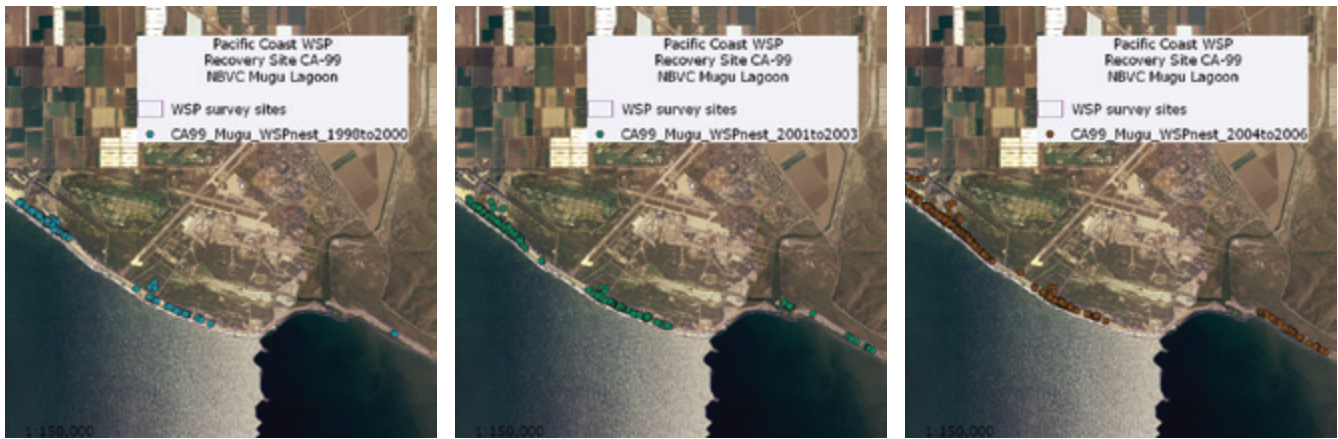 Pacific Coast WSP
Recovery Site CA-99
NBVC Mugu Lagoon
WSP survey sites
CA99_Mugu_WSPnest_1998to2000
1:150,000
Pacific Coast WSP
Recovery Site CA-99
NBVC Mugu Lagoon
WSP survey sites
CA99_Mugu_WSPnest_2001to2003
1:150,000
Pacific Coast WSP
Recovery Site CA-99
NBVC Mugu Lagoon
WSP survey sites
CA99_Mugu_WSPnest_2004to2006
1:150,000